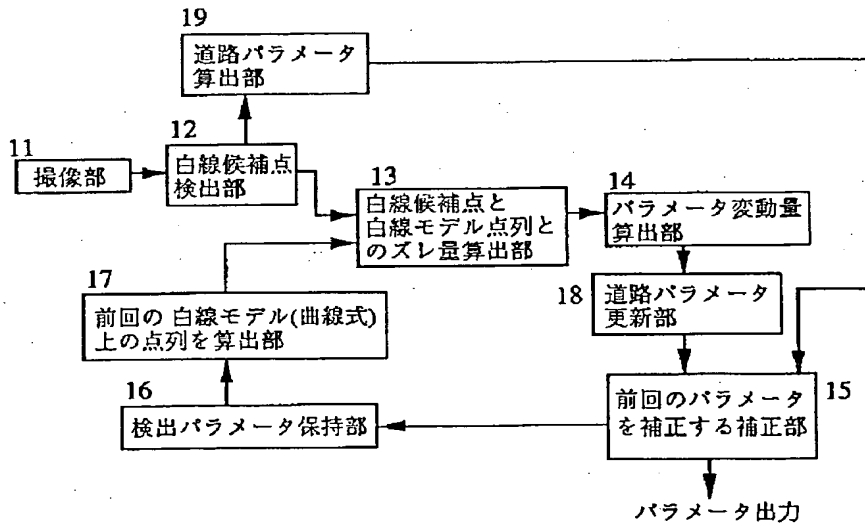 19
道路パラメータ
算出部
11
撮像部
12
白線候補点
検出部
13
白線候補点と
白線モデル点列と
のズレ量算出部
14
パラメータ変動量
算出部
17
前回の 白線モデル(曲線式)
上の点列を算出部
18
道路パラメータ
更新部
16
検出パラメータ保持部
15
前回のパラメータ
を補正する補正部
パラメータ出力